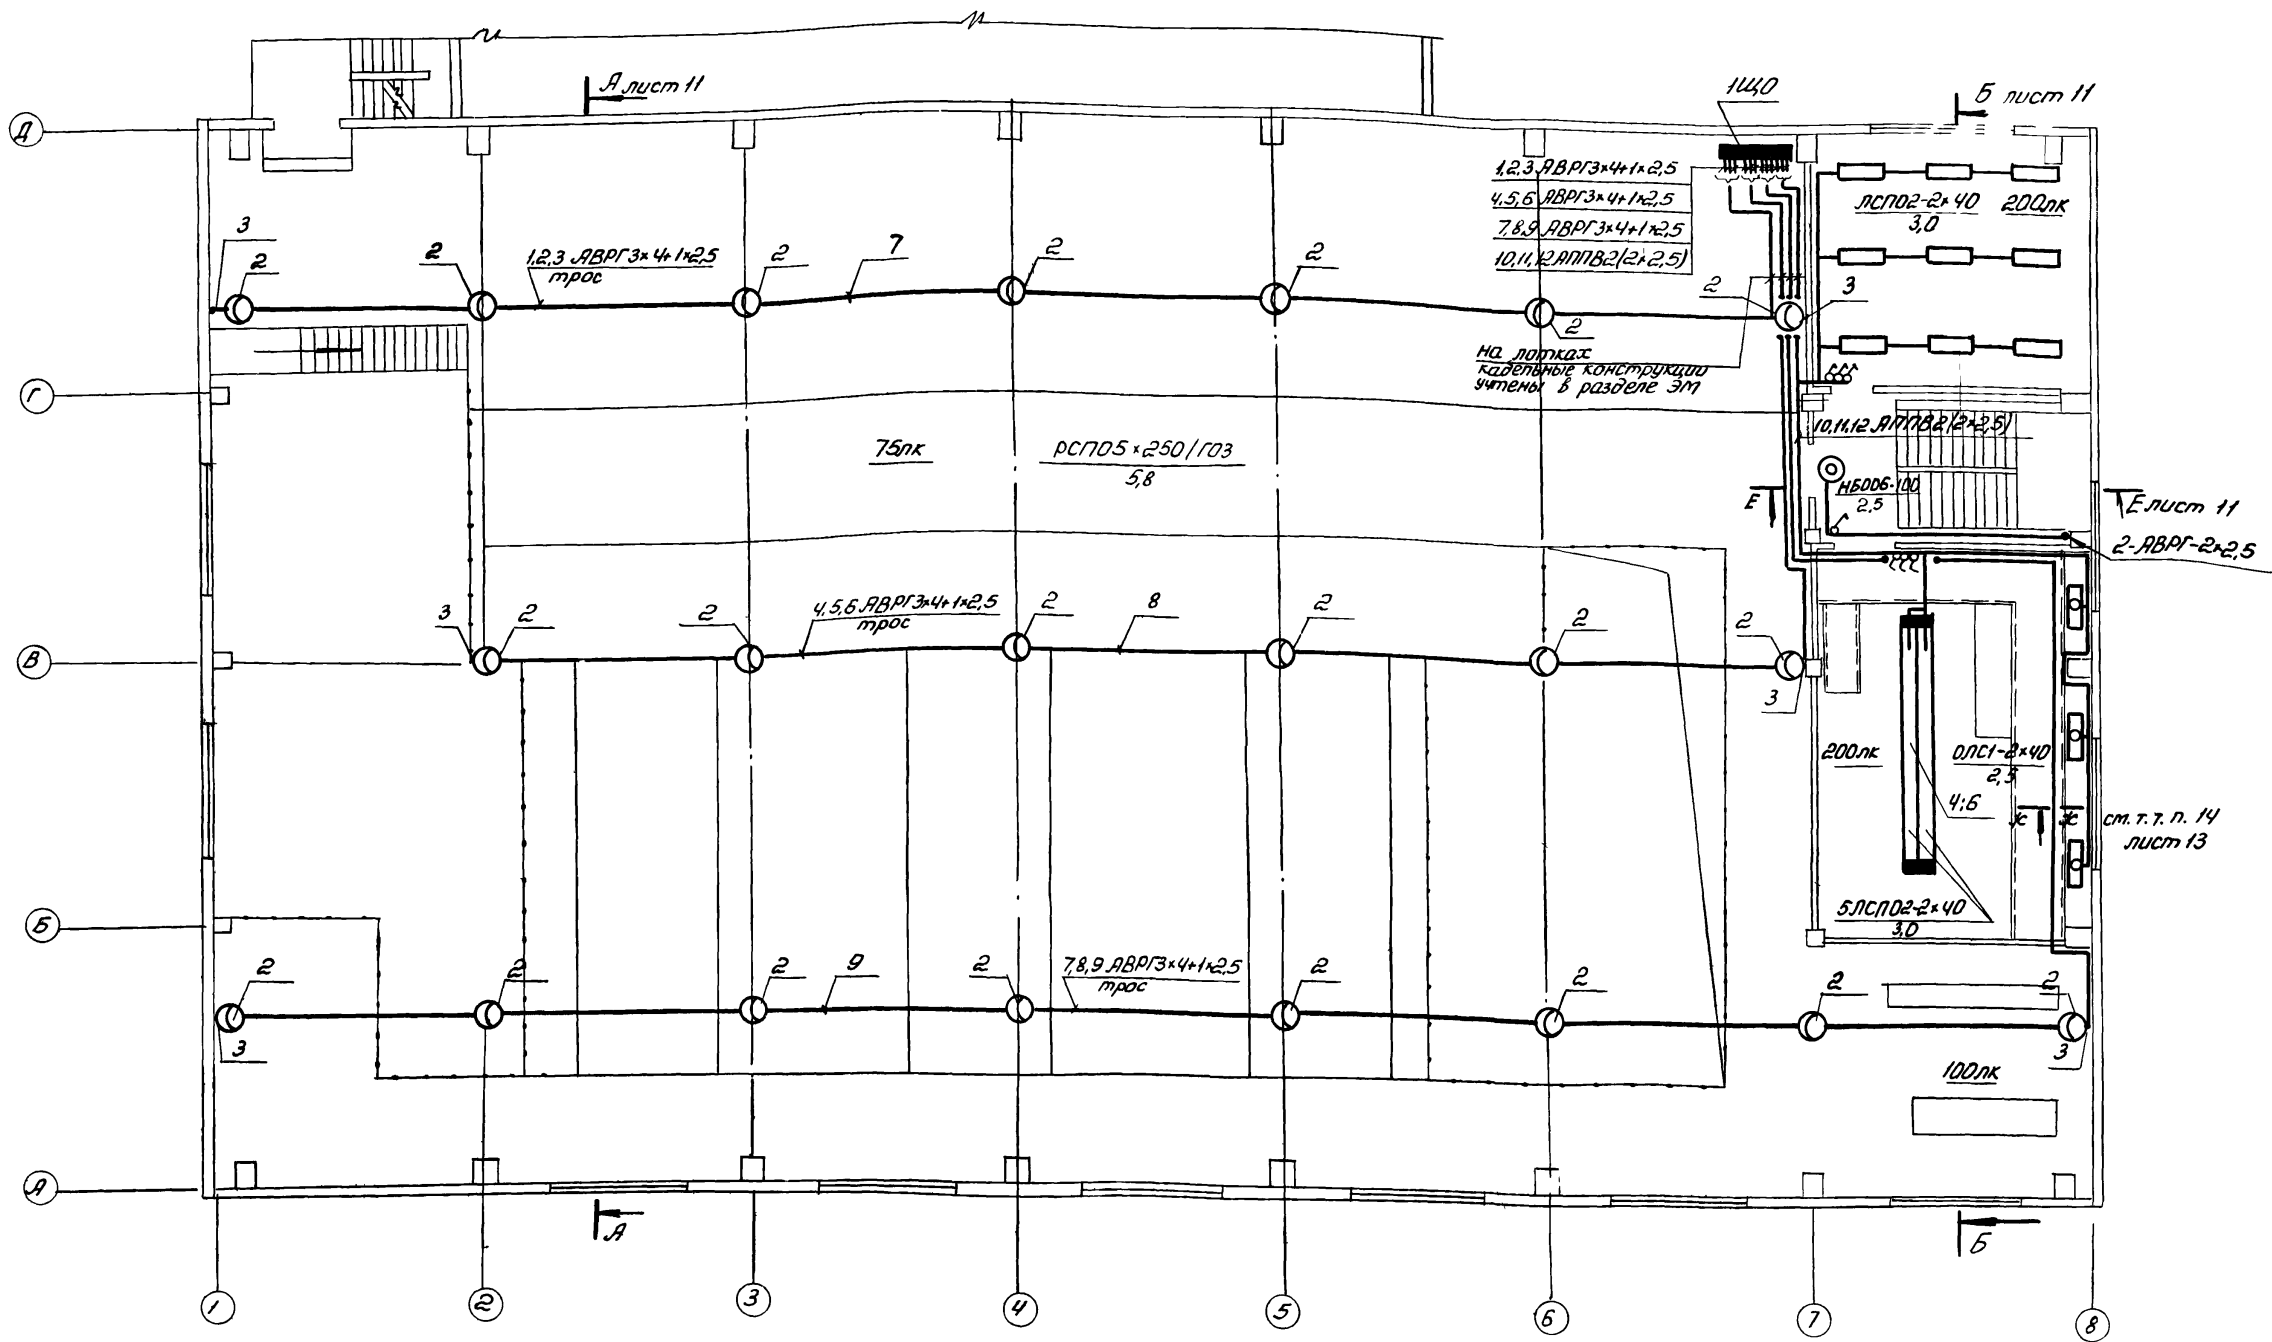 А лист 11
1ЩО
Б лист 11
Д
1,2,3 АВРГ3×4+1×2,5
4,5,6 АВРГ3×4+1×2,5
7,8,9 АВРГ3×4+1×2,5
10,11,12 АППВ2(2×2,5)
ЛСП02-2×40
3,0
200лк
3
2
2
1,2,3 АВРГ3×4+1×2,5
трос
2
7
2
2
2
2
3
на лотках
кабельные конструкции
учтены в разделе ЭМ
Г
10,11,12 АППВ2(2×2,5)
75лк
РСП05×250/Г03
5,8
НБ006-100
2,5
Е
Е лист 11
2-АВРГ-2×2,5
3
2
2
4,5,6 АВРГ3×4+1×2,5
трос
2
8
2
2
2
3
В
200лк
ОЛС1-2×40
2,5
4;6
Ж
Ж
см. т. т. п. 14
лист 13
5ЛСП02-2×40
3,0
Б
2
2
2
9
2
7,8,9 АВРГ3×4+1×2,5
трос
2
2
2
2
3
3
100лк
А
А
Б
1
2
3
4
5
6
7
8